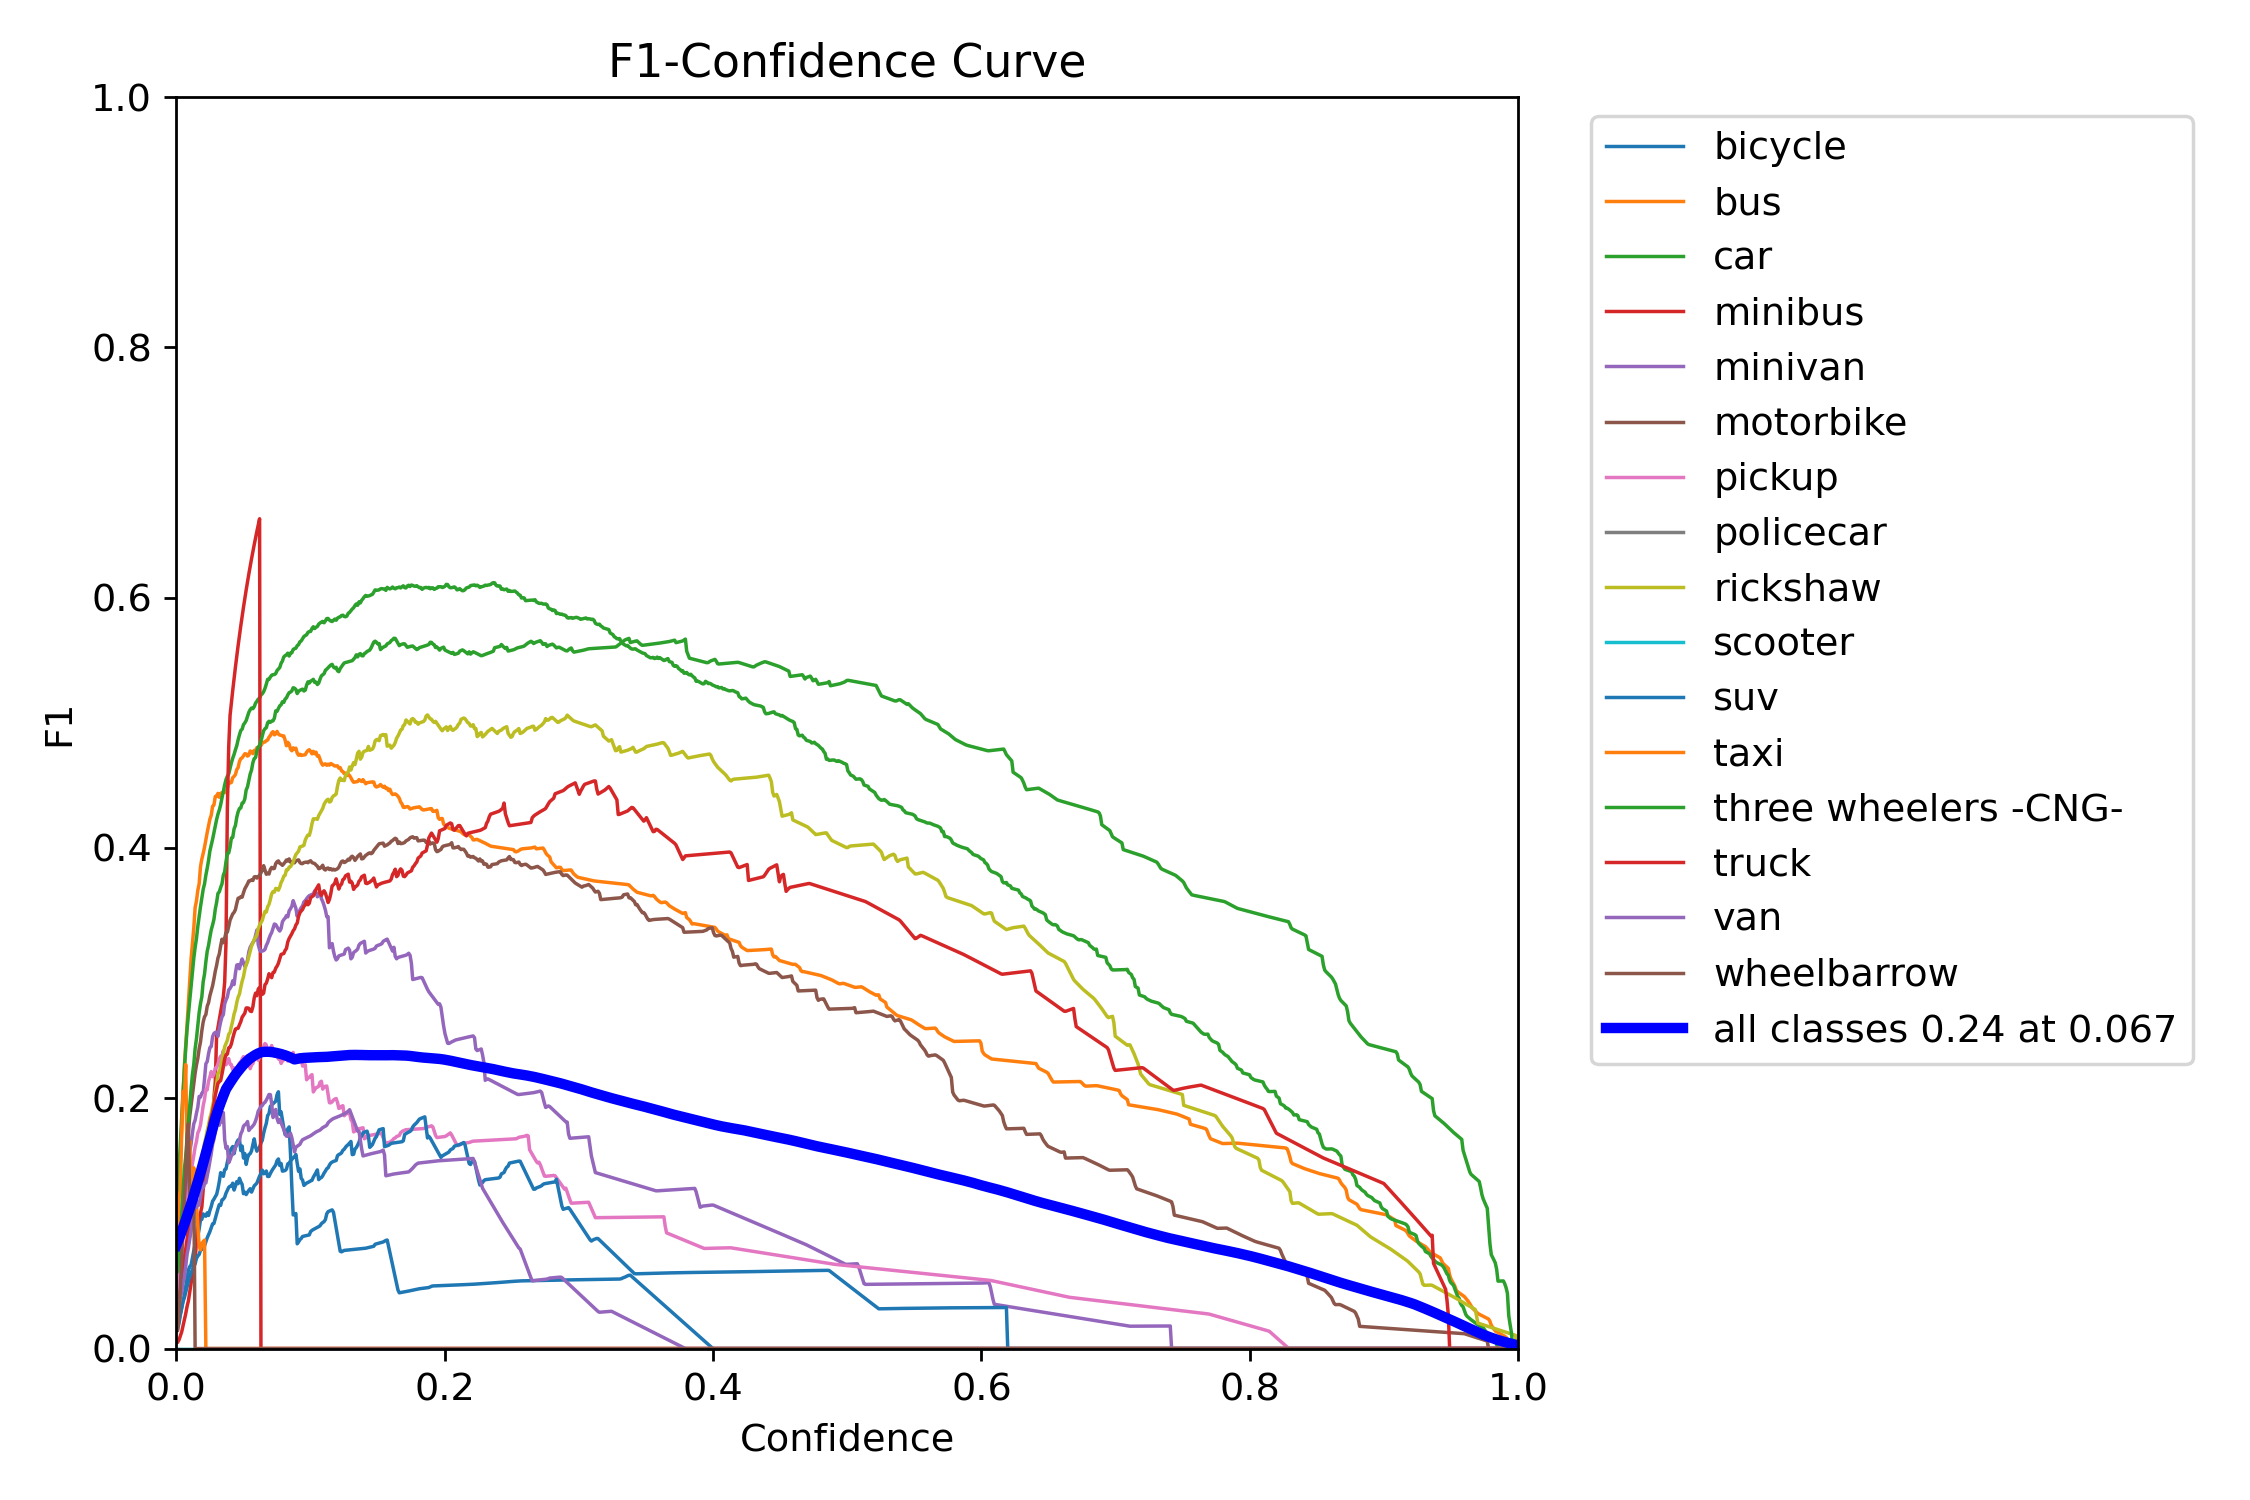 F1-Confidence Curve
1.0
0.8
0.6
0.4
0.2
0.0
F1
0.0 0.2 0.4 0.6 0.8 1.0
Confidence
bicycle
bus
car
minibus
minivan
motorbike
pickup
policecar
rickshaw
scooter
suv
taxi
three wheelers -CNG-
truck
van
wheelbarrow
all classes 0.24 at 0.067